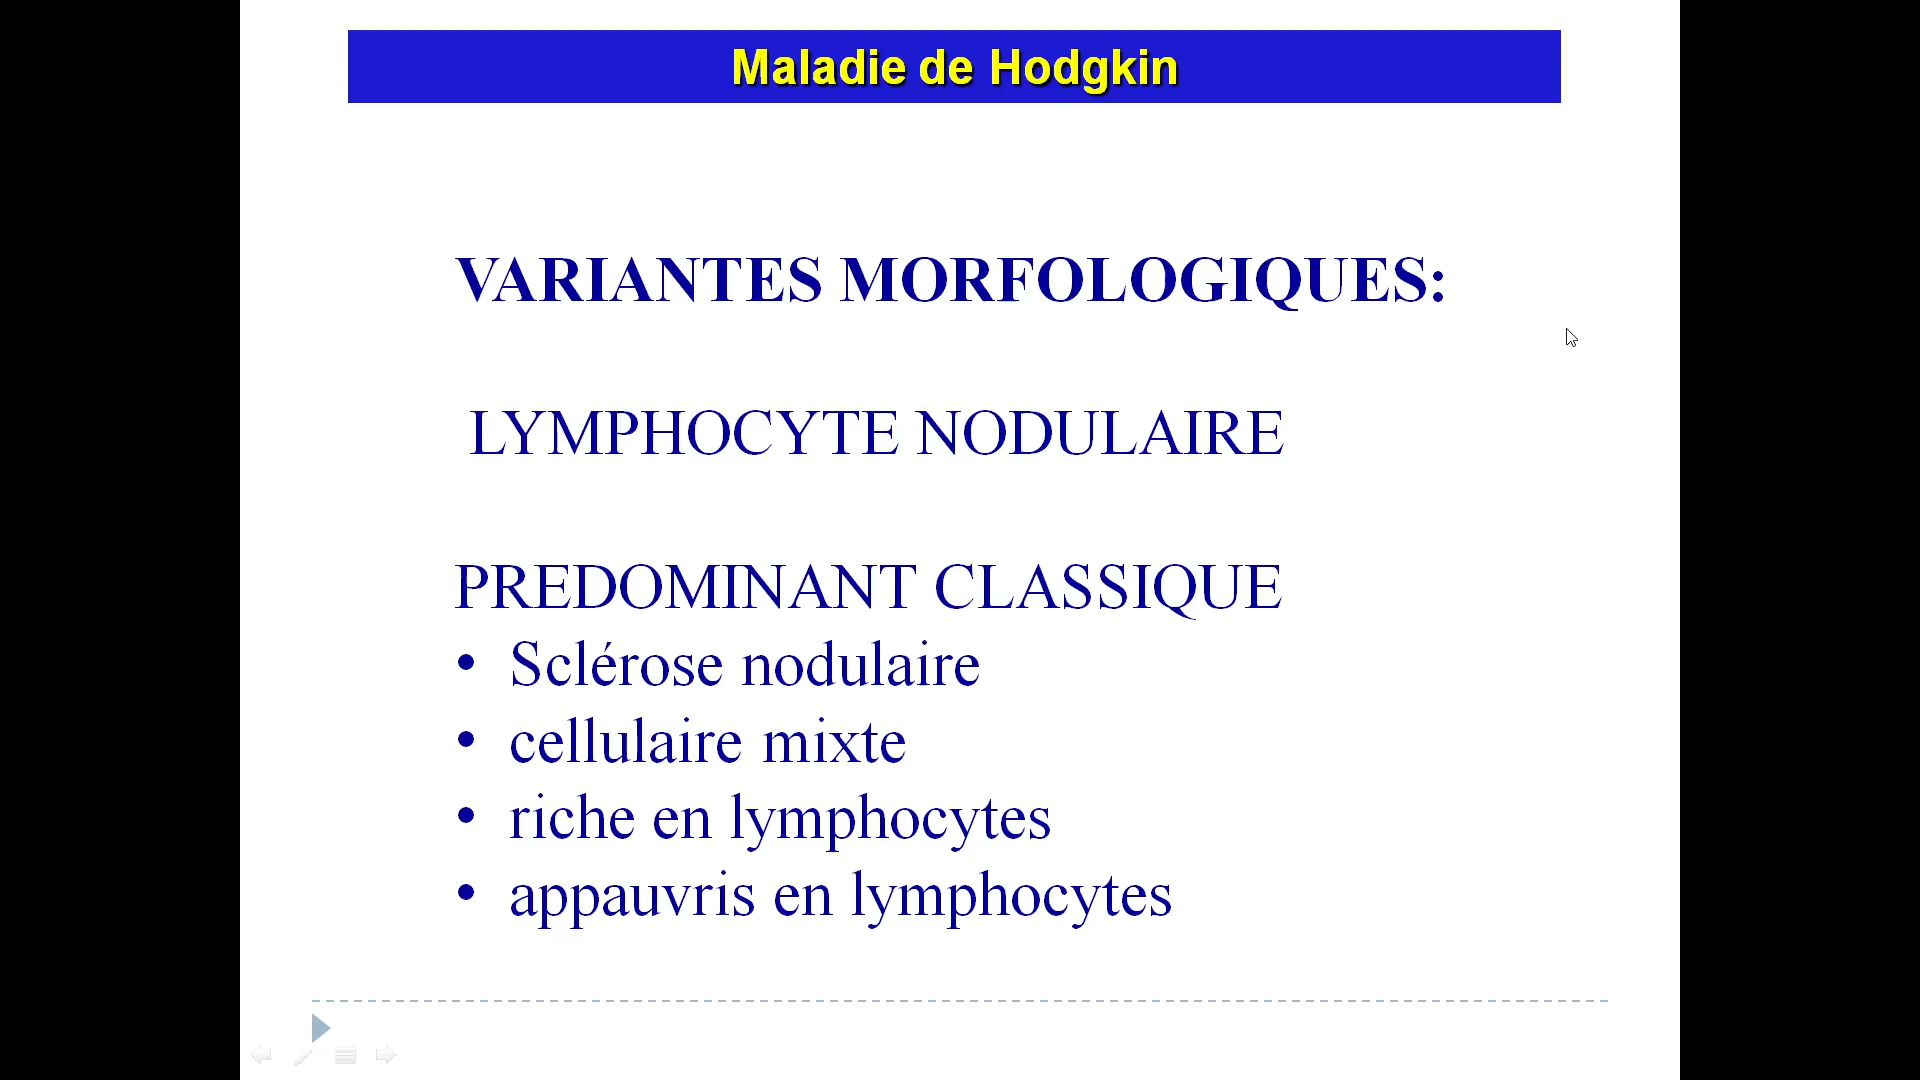 Maladie de Hodgkin
VARIANTES MORFOLOGIQUES:
LYMPHOCYTE NODULAIRE
PREDOMINANT CLASSIQUE
• Sclérose nodulaire
• cellulaire mixte
• riche en lymphocytes
• appauvris en lymphocytes